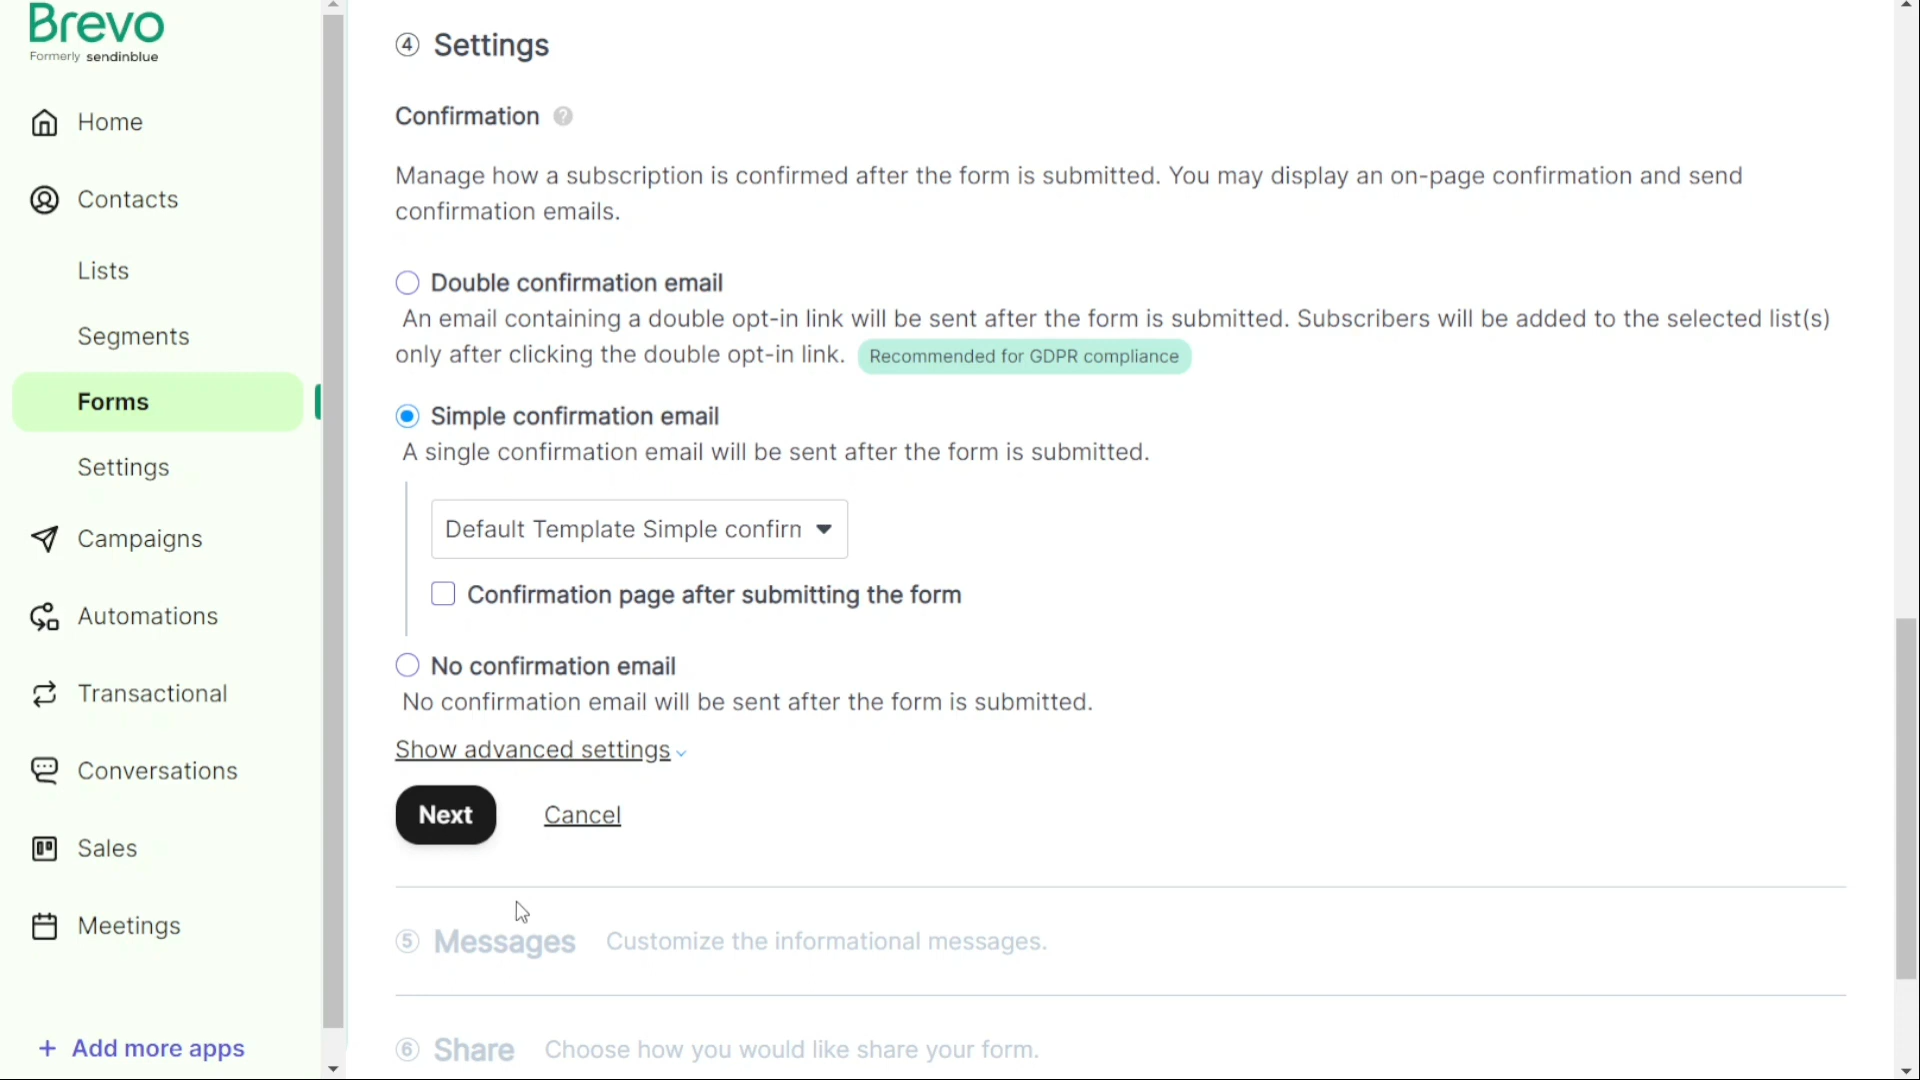 Brevo
Formerly sendinblue
Home
Contacts
Lists
Segments
Forms
Settings
Campaigns
Automations
Transactional
Conversations
Sales
Meetings
+ Add more apps
4 Settings
Confirmation ?
Manage how a subscription is confirmed after the form is submitted. You may display an on-page confirmation and send
confirmation emails.
Double confirmation email
An email containing a double opt-in link will be sent after the form is submitted. Subscribers will be added to the selected list(s)
only after clicking the double opt-in link. Recommended for GDPR compliance
Simple confirmation email
A single confirmation email will be sent after the form is submitted.
Default Template Simple confirm
Confirmation page after submitting the form
No confirmation email
No confirmation email will be sent after the form is submitted.
Show advanced settings
Next Cancel
5 Messages Customize the informational messages.
6 Share Choose how you would like share your form.